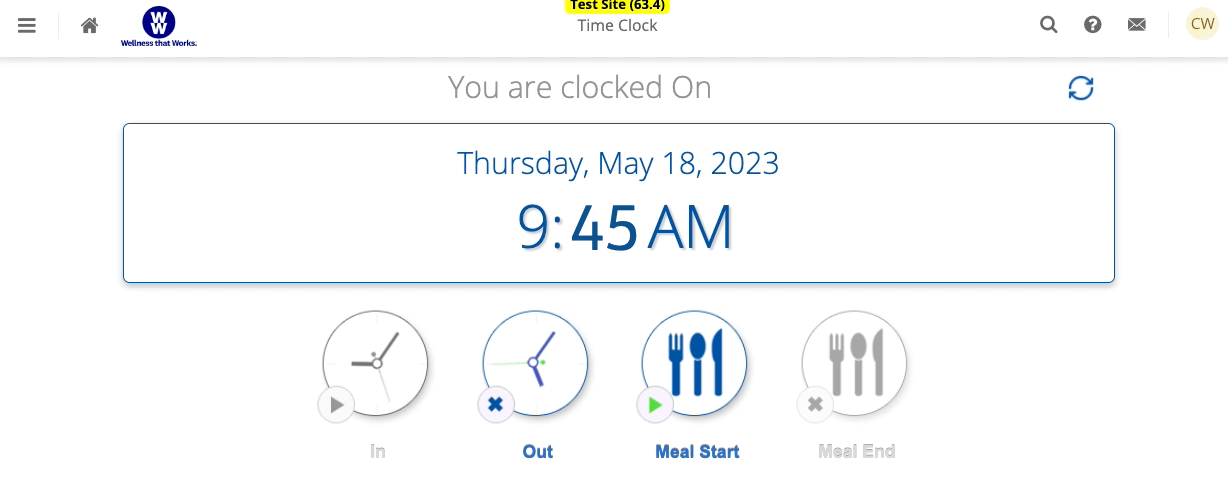 Test Site (63.4)
Time Clock
WW
Wellness that Works.
CW
You are clocked On
Thursday, May 18, 2023
9:45 AM
In
Out
Meal Start
Meal End